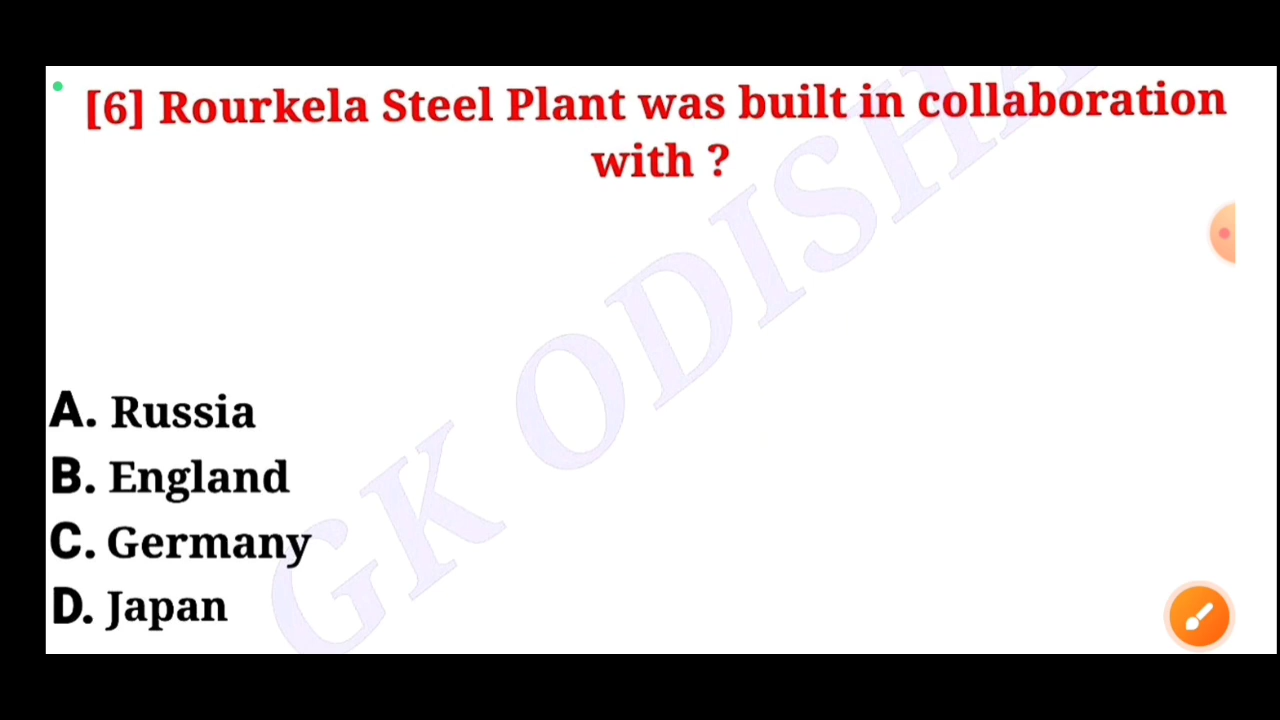 [6] Rourkela Steel Plant was built in collaboration
with ?
GK ODISHA
A. Russia
B. England
C. Germany
D. Japan